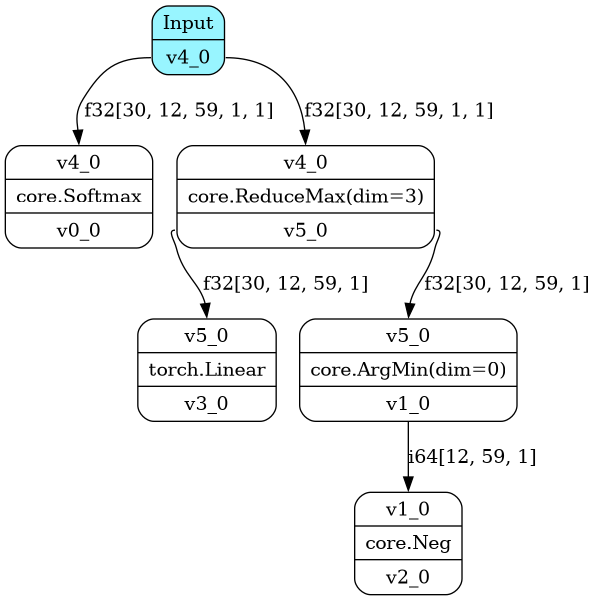 Input
v4_0
f32[30, 12, 59, 1, 1]
f32[30, 12, 59, 1, 1]
v4_0
core.Softmax
v0_0
v4_0
core.ReduceMax(dim=3)
v5_0
f32[30, 12, 59, 1]
f32[30, 12, 59, 1]
v5_0
torch.Linear
v3_0
v5_0
core.ArgMin(dim=0)
v1_0
i64[12, 59, 1]
v1_0
core.Neg
v2_0